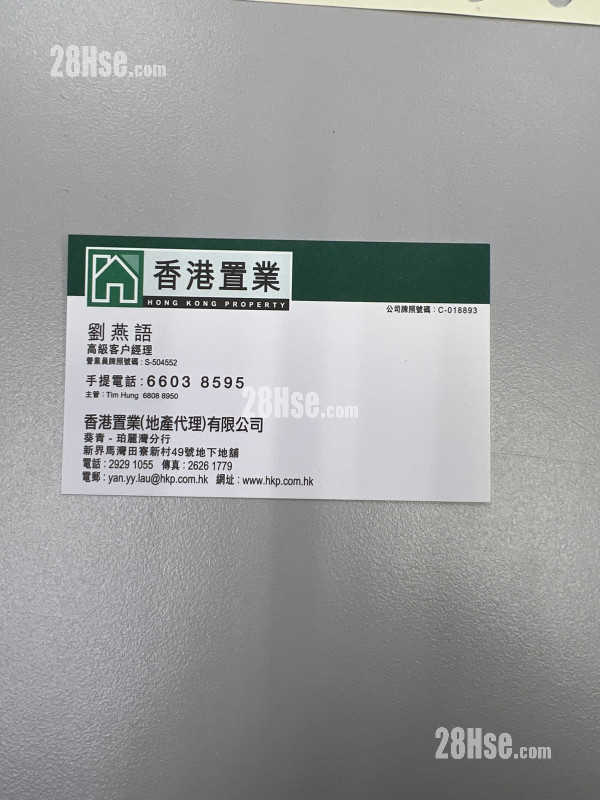 28Hse.com
香港置業
HONG KONG PROPERTY
公司牌照號碼：C-018893
劉燕語
高級客户經理
營業員牌照號碼：S-504552
手提電話：6603 8595
主管：Tim Hung 6808 8950
28Hse.com
香港置業(地產代理)有限公司
葵青 - 珀麗灣分行
新界馬灣田寮新村49號地下地舖
電話：2929 1055 傳真：2626 1779
電郵：yan.yy.lau@hkp.com.hk 網址：www.hkp.com.hk
28Hse.com